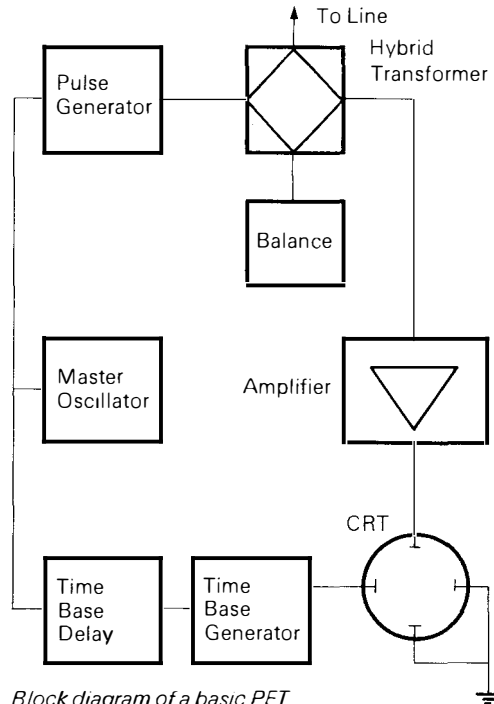 To Line
Hybrid
Transformer
Pulse
Generator
Balance
Master
Oscillator
Amplifier
CRT
Time
Base
Delay
Time
Base
Generator
Block diagram of a basic PET